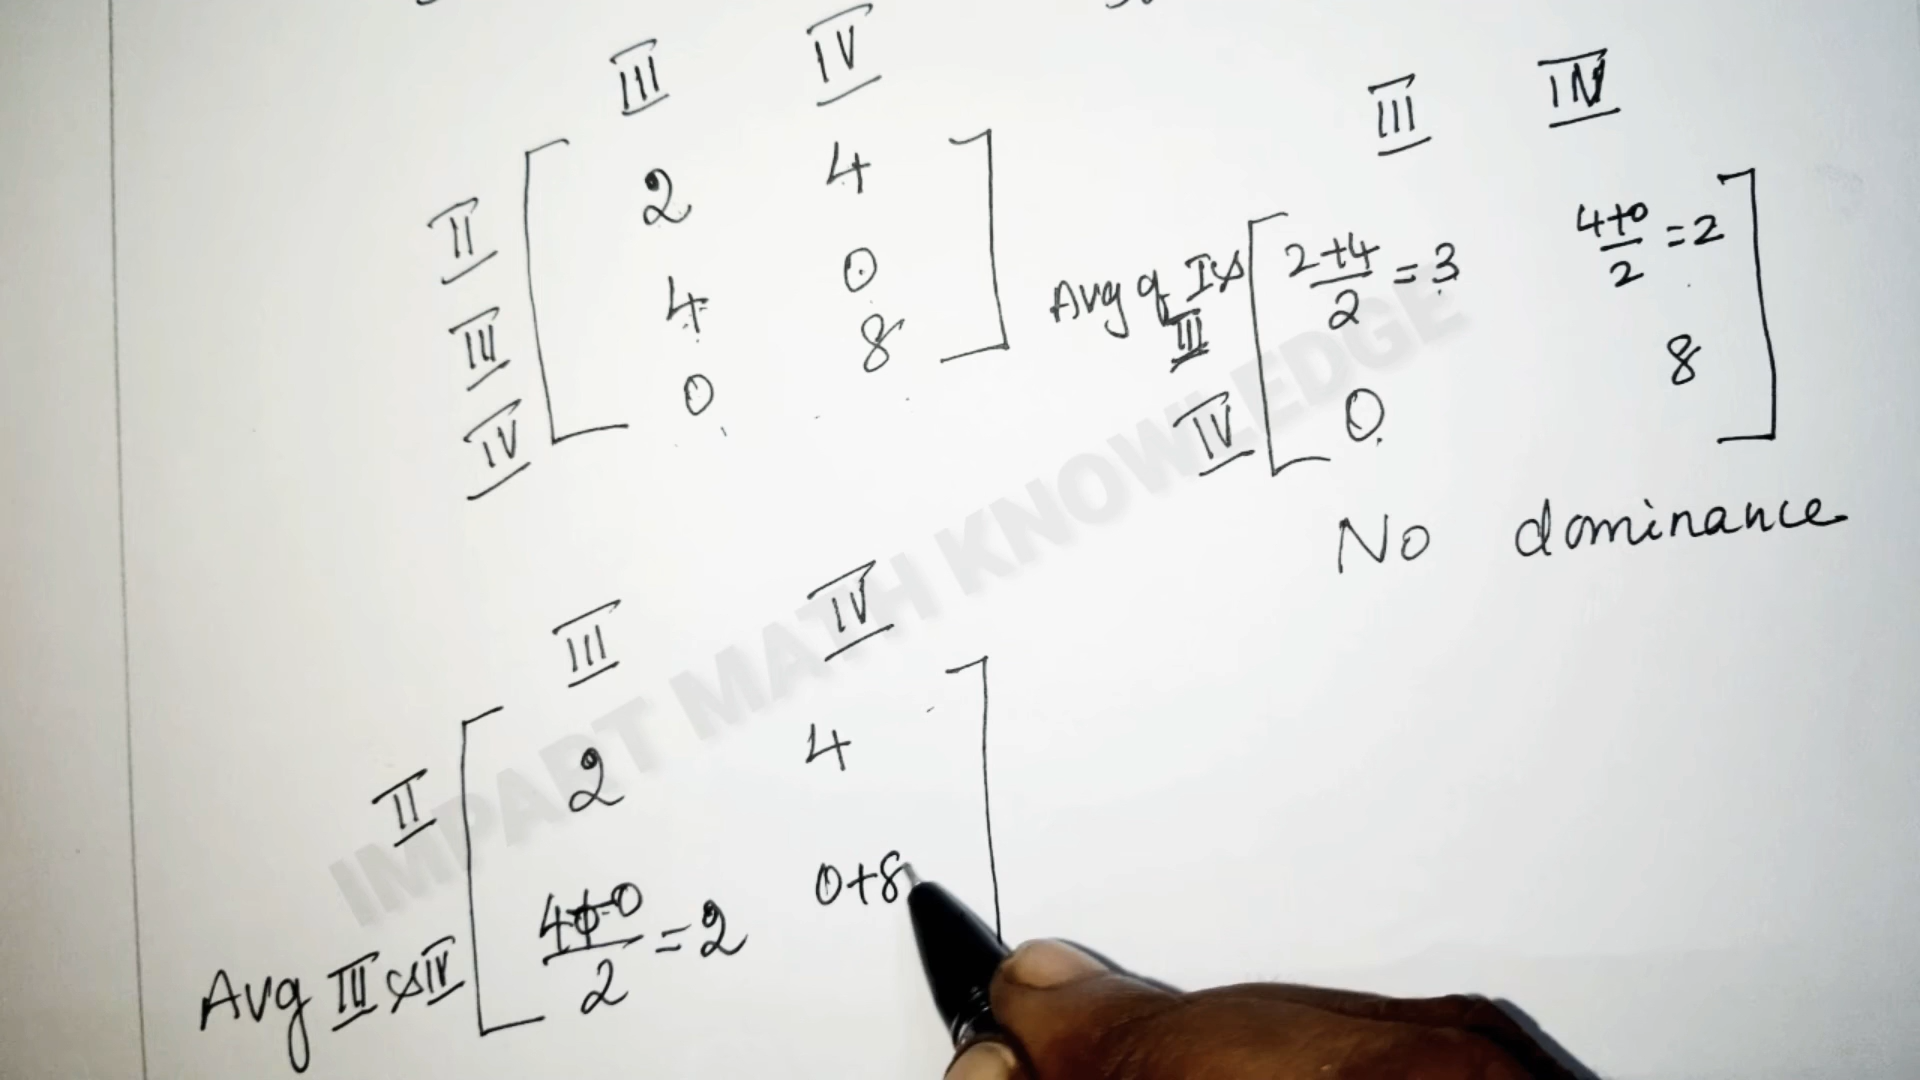 III IV
II 2 4
III 4 0
IV 0 8
III IV
Avg of II & III 2+4/2 = 3 4+0/2 = 2
IV 0 8
No dominance
III IV
II 2 4
Avg III & IV 4+0/2 = 2 0+8
IMPART MATH KNOWLEDGE